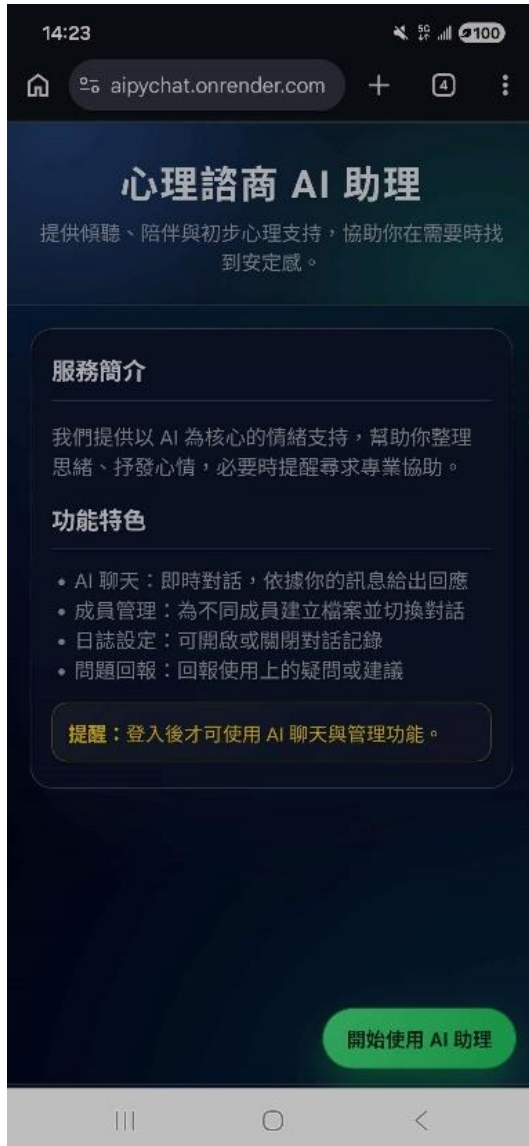 14:23
5G
100
aipychat.onrender.com
4
心理諮商 AI 助理
提供傾聽、陪伴與初步心理支持，協助你在需要時找
到安定感。
服務簡介
我們提供以 AI 為核心的情緒支持，幫助你整理
思緒、抒發心情，必要時提醒尋求專業協助。
功能特色
• AI 聊天：即時對話，依據你的訊息給出回應
• 成員管理：為不同成員建立檔案並切換對話
• 日誌設定：可開啟或關閉對話記錄
• 問題回報：回報使用上的疑問或建議
提醒：登入後才可使用 AI 聊天與管理功能。
開始使用 AI 助理